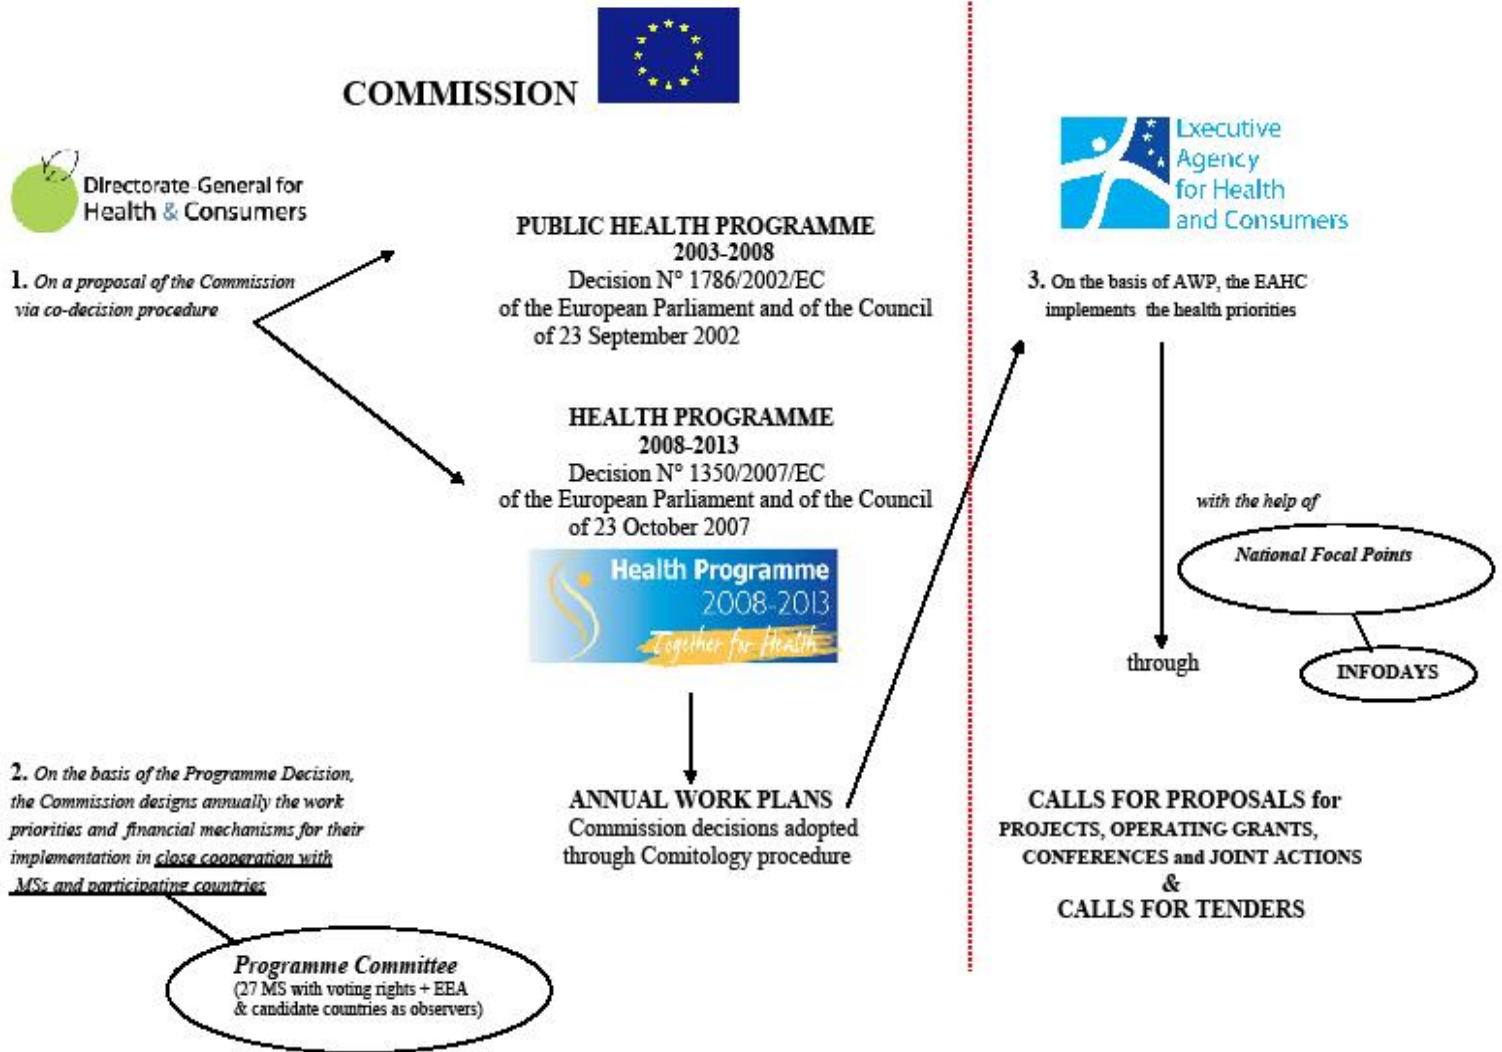 COMMISSION
Directorate-General for
Health & Consumers
1. On a proposal of the Commission
via co-decision procedure
PUBLIC HEALTH PROGRAMME
2003-2008
Decision N° 1786/2002/EC
of the European Parliament and of the Council
of 23 September 2002
HEALTH PROGRAMME
2008-2013
Decision N° 1350/2007/EC
of the European Parliament and of the Council
of 23 October 2007
Health Programme
2008-2013
Together for Health
2. On the basis of the Programme Decision,
the Commission designs annually the work
priorities and financial mechanisms for their
implementation in close cooperation with
MSs and participating countries
Programme Committee
(27 MS with voting rights + EEA
& candidate countries as observers)
ANNUAL WORK PLANS
Commission decisions adopted
through Comitology procedure
Executive
Agency
for Health
and Consumers
3. On the basis of AWP, the EAHC
implements the health priorities
with the help of
National Focal Points
INFODAYS
through
CALLS FOR PROPOSALS for
PROJECTS, OPERATING GRANTS,
CONFERENCES and JOINT ACTIONS
&
CALLS FOR TENDERS